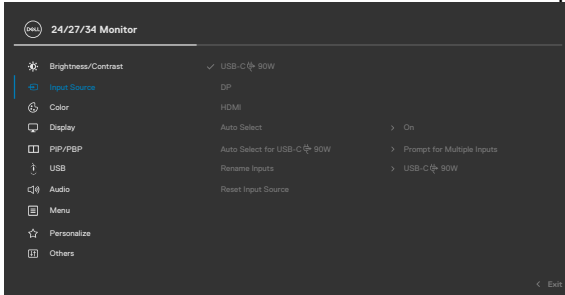 DELL 24/27/34 Monitor
Brightness/Contrast ✓ USB-C 90W
Input Source DP
Color HDMI
Display Auto Select > On
PIP/PBP Auto Select for USB-C 90W > Prompt for Multiple Inputs
USB Rename Inputs > USB-C 90W
Audio Reset Input Source
Menu
Personalize
Others
< Exit